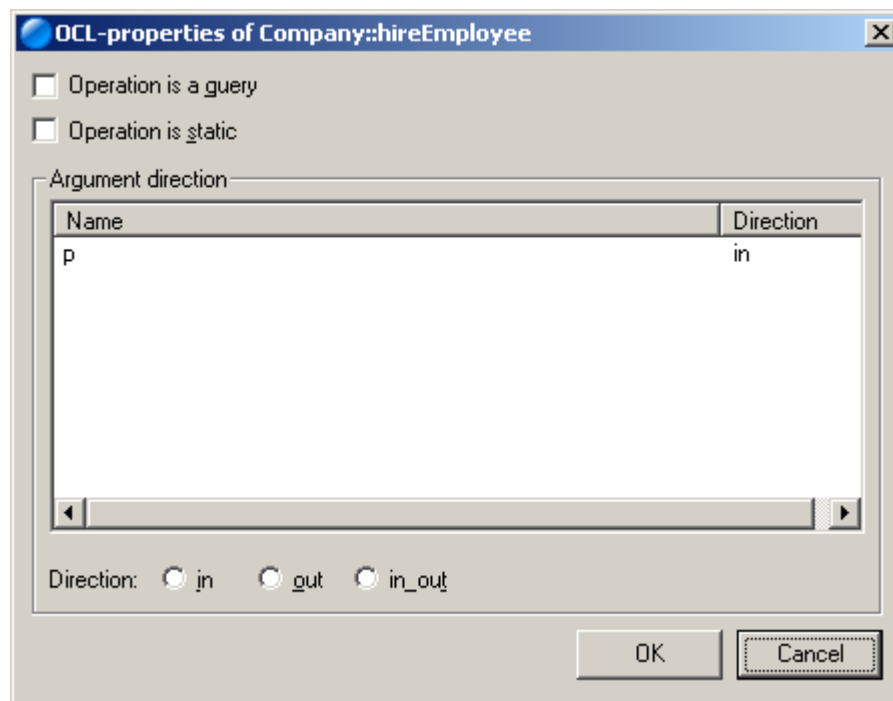 OCL-properties of Company::hireEmployee
Operation is a guery
Operation is static
Argument direction
Name Direction
p in
Direction: in out in_out
OK Cancel